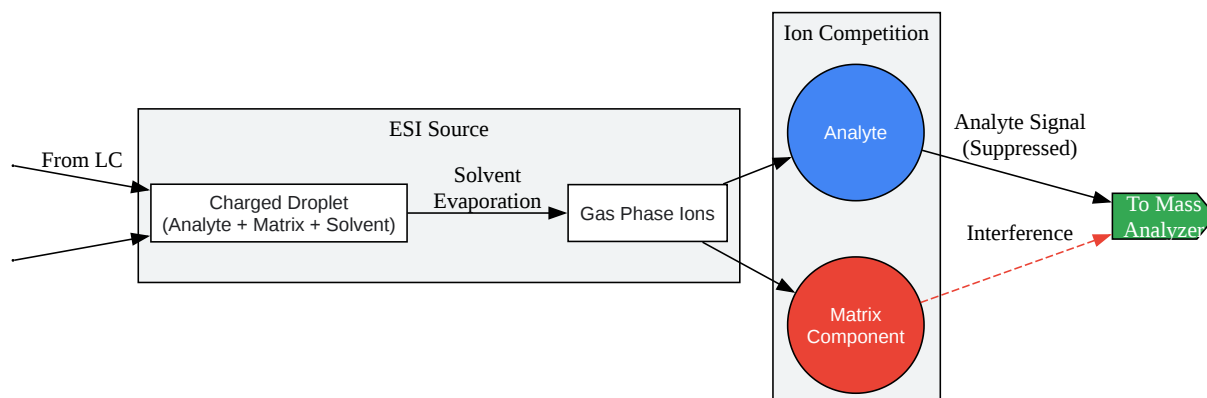 Ion Competition
ESI Source
From LC
Charged Droplet
(Analyte + Matrix + Solvent)
Solvent
Evaporation
Gas Phase Ions
Analyte
Matrix
Component
Analyte Signal
(Suppressed)
Interference
To Mass
Analyzer